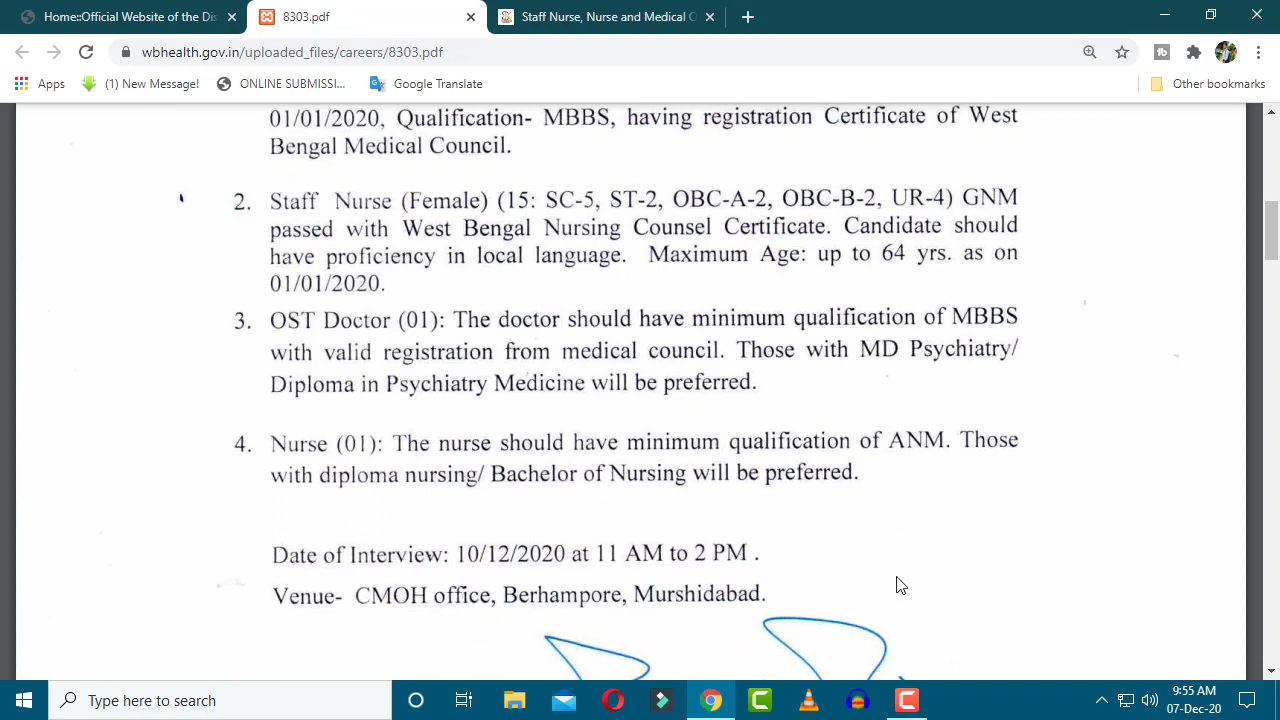 Home::Official Website of the Dis
8303.pdf
Staff Nurse, Nurse and Medical O
wbhealth.gov.in/uploaded_files/careers/8303.pdf
Apps
(1) New Message!
ONLINE SUBMISSI...
Google Translate
Other bookmarks
01/01/2020, Qualification- MBBS, having registration Certificate of West
Bengal Medical Council.
2. Staff Nurse (Female) (15: SC-5, ST-2, OBC-A-2, OBC-B-2, UR-4) GNM
passed with West Bengal Nursing Counsel Certificate. Candidate should
have proficiency in local language. Maximum Age: up to 64 yrs. as on
01/01/2020.
3. OST Doctor (01): The doctor should have minimum qualification of MBBS
with valid registration from medical council. Those with MD Psychiatry/
Diploma in Psychiatry Medicine will be preferred.
4. Nurse (01): The nurse should have minimum qualification of ANM. Those
with diploma nursing/ Bachelor of Nursing will be preferred.
Date of Interview: 10/12/2020 at 11 AM to 2 PM .
Venue- CMOH office, Berhampore, Murshidabad.
Type here to search
9:55 AM
07-Dec-20